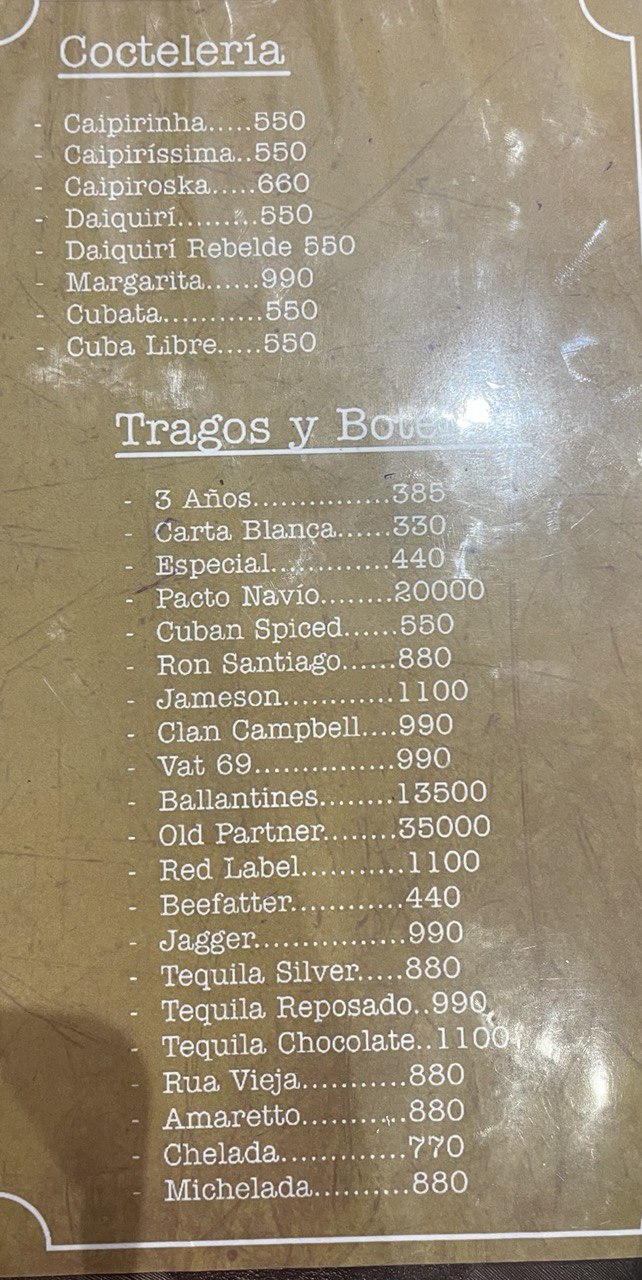 Coctelería
- Caipirinha.....550
- Caipiríssima..550
- Caipiroska.....660
- Daiquirí.........550
- Daiquirí Rebelde 550
- Margarita......990
- Cubata...........550
- Cuba Libre.....550
Tragos y
- 3 Años...............385
- Carta Blanca......330
- Especial.............440
- Pacto Navío........20000
- Cuban Spiced......550
- Ron Santiago......880
- Jameson............1100
- Clan Campbell....990
- Vat 69...............990
- Ballantines........13500
- Old Partner........35000
- Red Label...........1100
- Beefatter............440
- Jagger................990
- Tequila Silver.....880
- Tequila Reposado..990
- Tequila Chocolate..1100
- Rua Vieja...........880
- Amaretto...........880
- Chelada.............770
- Michelada..........880